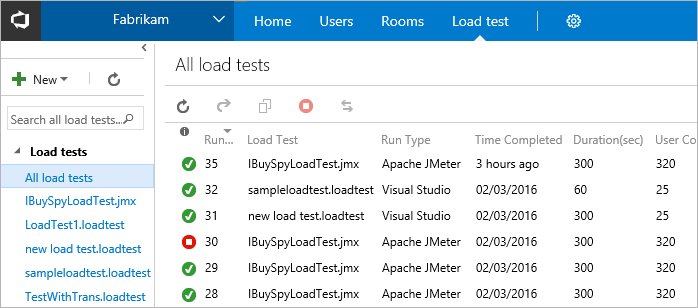 Fabrikam Home Users Rooms Load test
New
Search all load tests...
Load tests
All load tests
IBuySpyLoadTest.jmx
LoadTest1.loadtest
new load test.loadtest
sampleloadtest.loadtest
TestWithTrans.loadtest
All load tests
Run... Load Test Run Type Time Completed Duration(sec) User Co
35 IBuySpyLoadTest.jmx Apache JMeter 3 hours ago 300 320
32 sampleloadtest.loadtest Visual Studio 02/03/2016 60 25
31 new load test.loadtest Visual Studio 02/03/2016 300 25
30 IBuySpyLoadTest.jmx Apache JMeter 02/03/2016 300 320
29 IBuySpyLoadTest.jmx Apache JMeter 02/03/2016 300 320
28 IBuySpyLoadTest.jmx Apache JMeter 02/03/2016 300 320